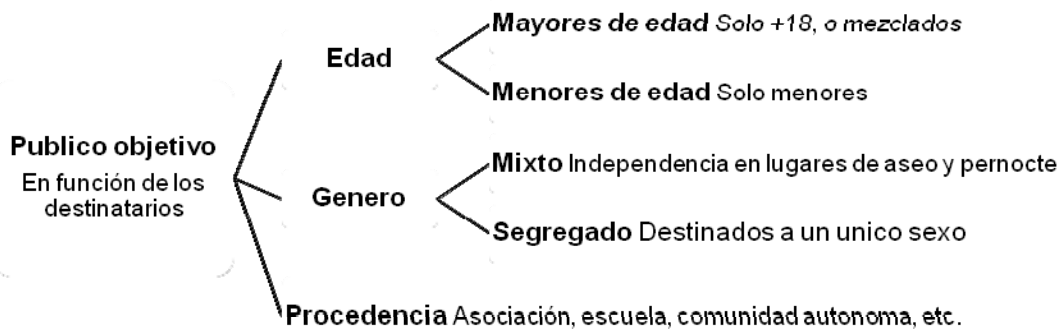 Publico objetivo
En función de los
destinatarios
Edad
Mayores de edad Solo +18, o mezclados
Menores de edad Solo menores
Genero
Mixto Independencia en lugares de aseo y pernocte
Segregado Destinados a un unico sexo
Procedencia Asociación, escuela, comunidad autonoma, etc.